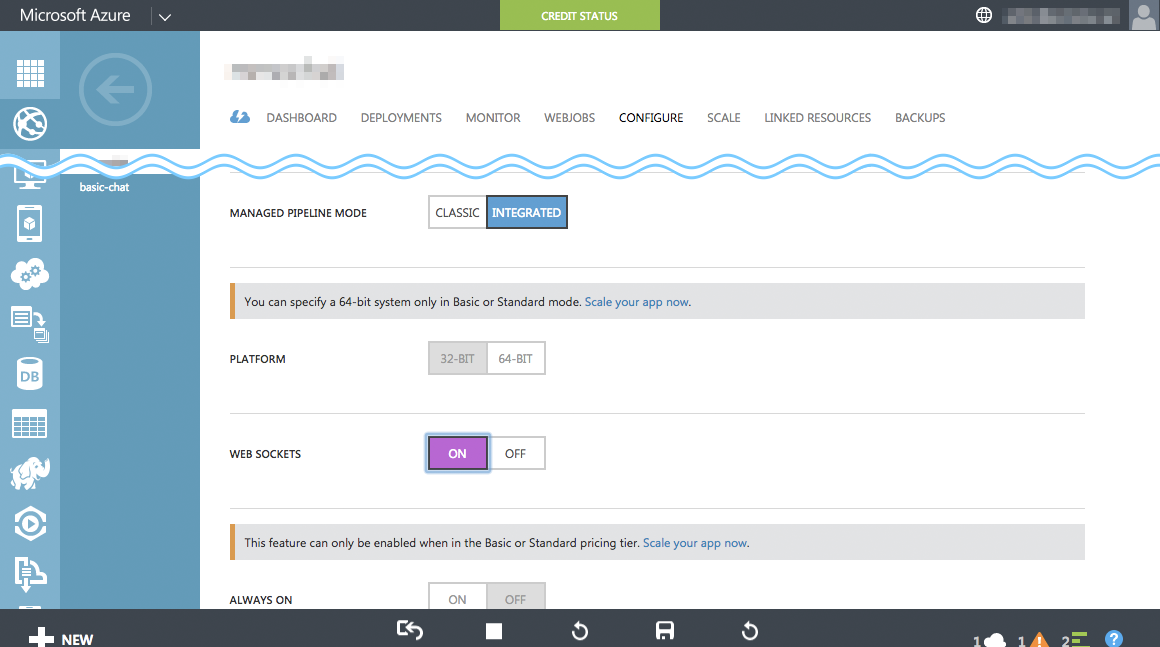 Microsoft Azure
CREDIT STATUS
DASHBOARD DEPLOYMENTS MONITOR WEBJOBS CONFIGURE SCALE LINKED RESOURCES BACKUPS
basic-chat
MANAGED PIPELINE MODE CLASSIC INTEGRATED
You can specify a 64-bit system only in Basic or Standard mode. Scale your app now.
PLATFORM 32-BIT 64-BIT
DB
WEB SOCKETS ON OFF
This feature can only be enabled when in the Basic or Standard pricing tier. Scale your app now.
ALWAYS ON ON OFF
NEW 1 1 2 ?